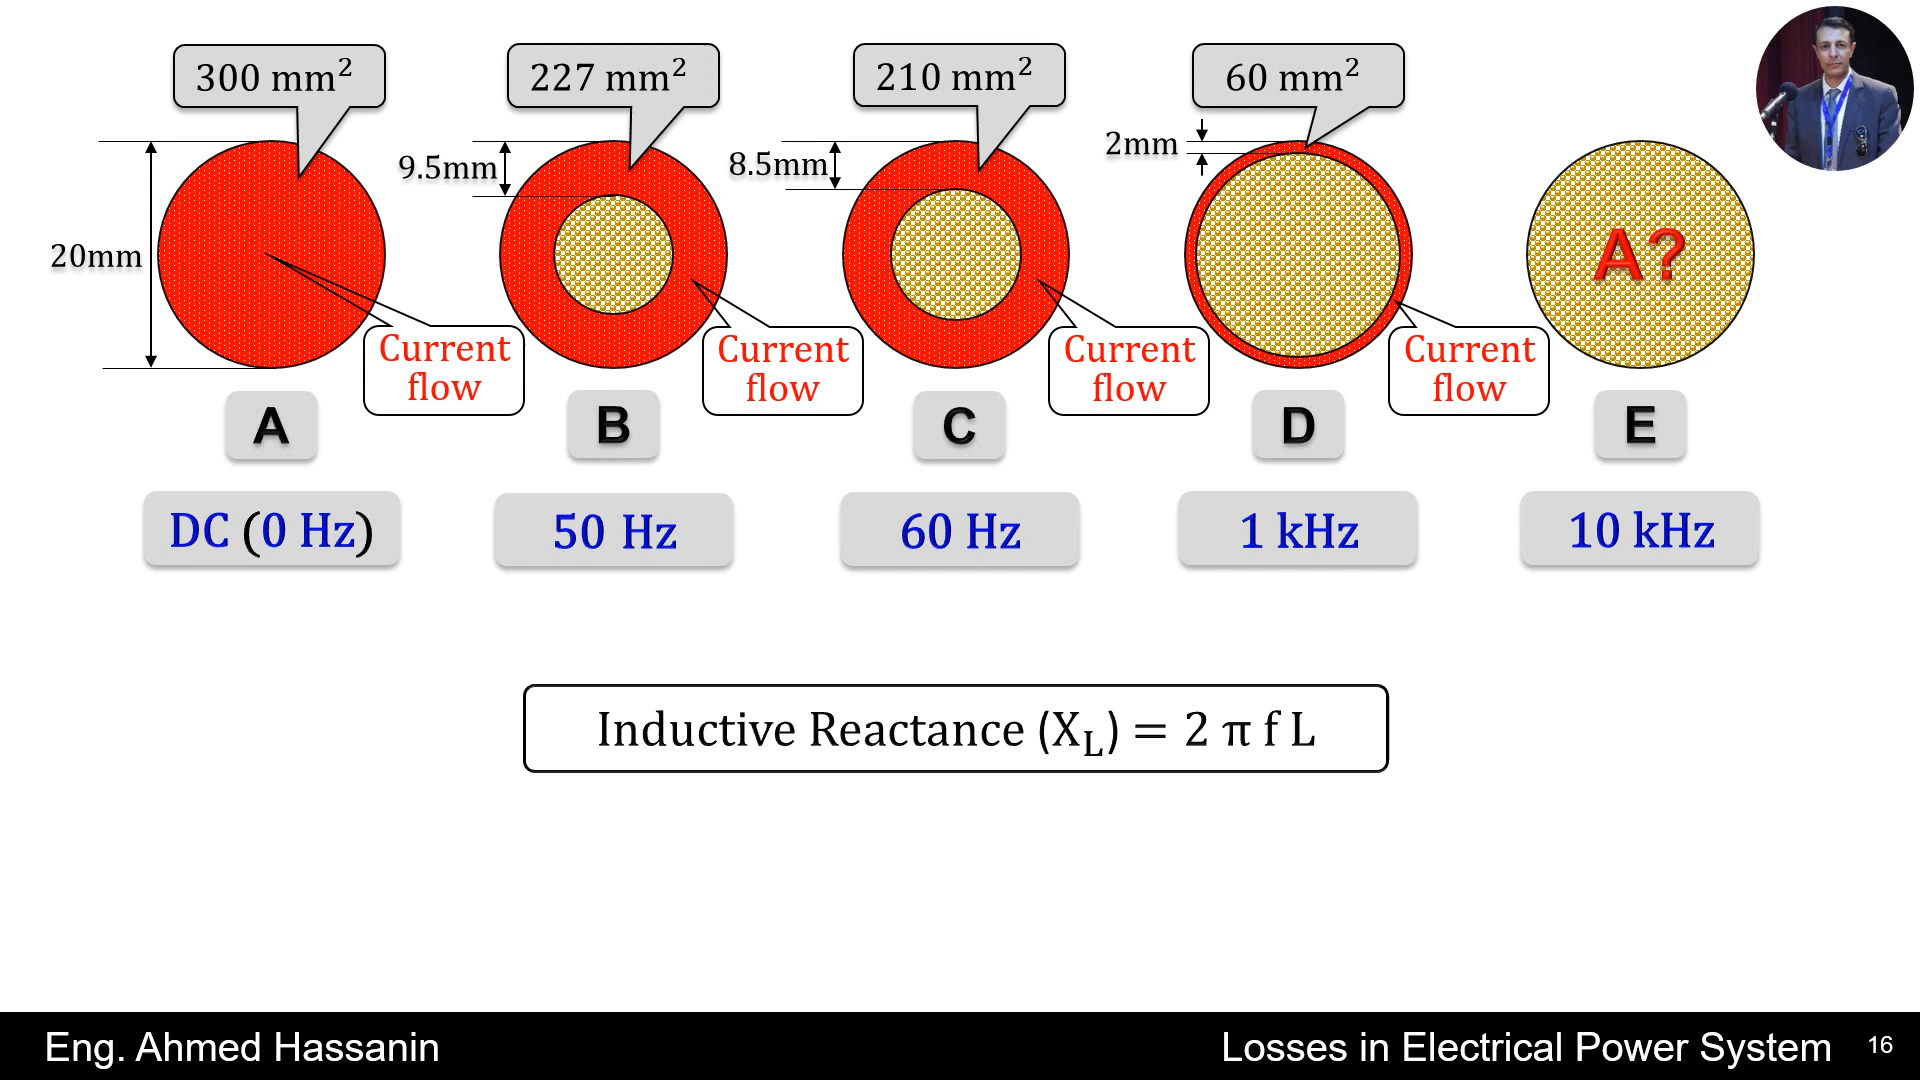 300 mm²
227 mm²
210 mm²
60 mm²
20mm
9.5mm
8.5mm
2mm
A?
Current
flow
Current
flow
Current
flow
Current
flow
A
B
C
D
E
DC (0 Hz)
50 Hz
60 Hz
1 kHz
10 kHz
Inductive Reactance (X_L) = 2 π f L
Eng. Ahmed Hassanin
Losses in Electrical Power System
16